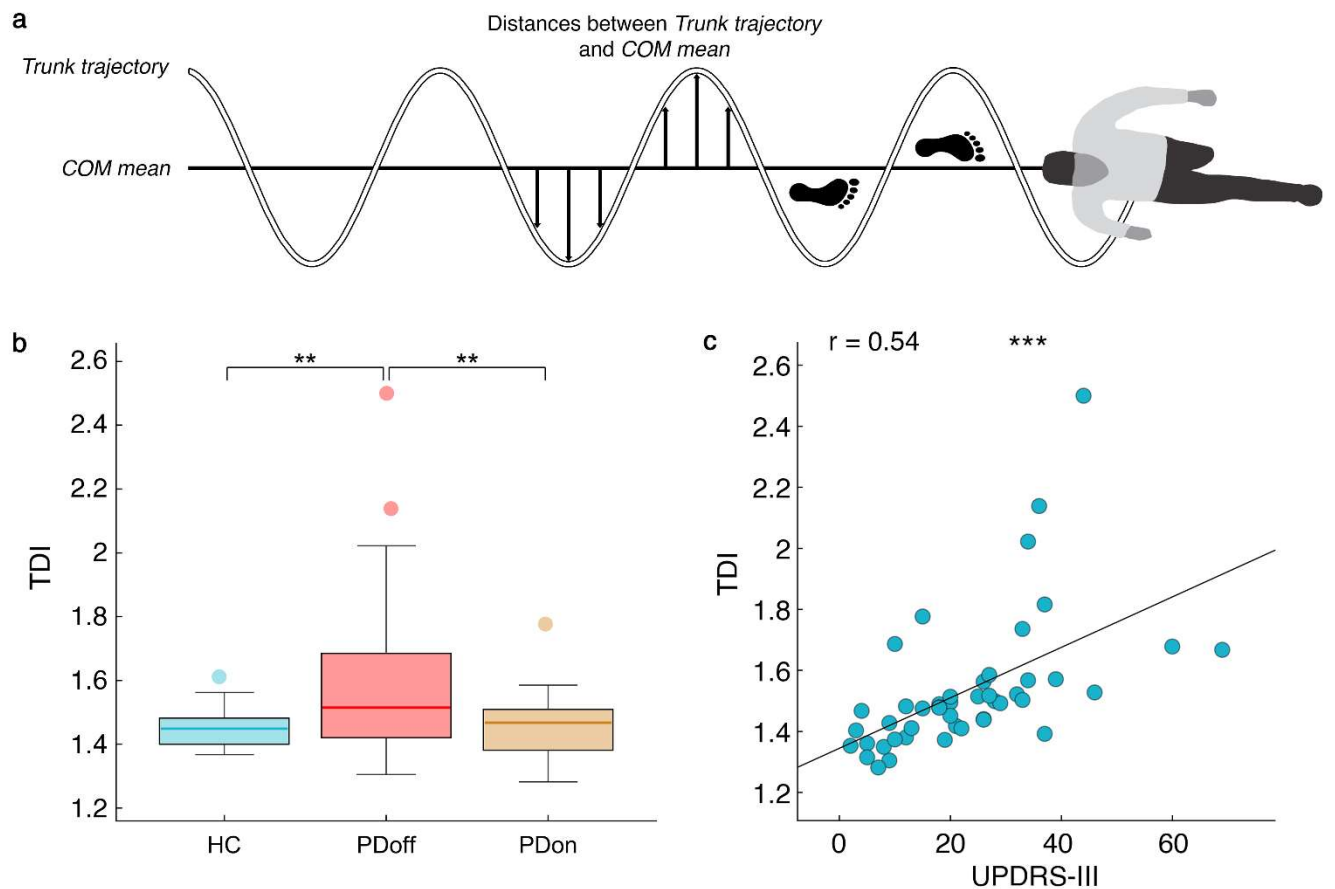 a
Distances between Trunk trajectory
and COM mean
Trunk trajectory
COM mean
b
TDI
2.6
2.4
2.2
2
1.8
1.6
1.4
1.2
**
**
HC
PDoff
PDon
c
r = 0.54
***
TDI
2.6
2.4
2.2
2
1.8
1.6
1.4
1.2
0
20
40
60
UPDRS-III